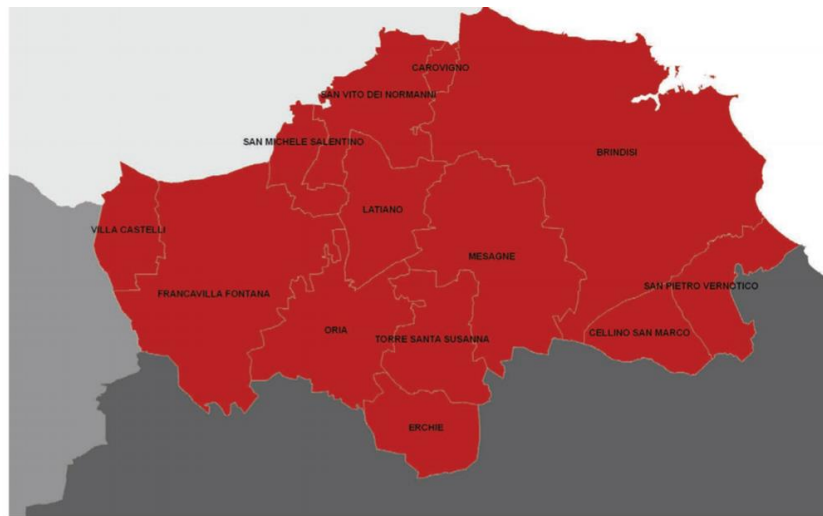 CAROVIGNO
SAN VITO DEI NORMANNI
SAN MICHELE SALENTINO
BRINDISI
LATIANO
VILLA CASTELLI
MESAGNE
SAN PIETRO VERNOTICO
FRANCAVILLA FONTANA
ORIA
CELLINO SAN MARCO
TORRE SANTA SUSANNA
ERCHIE